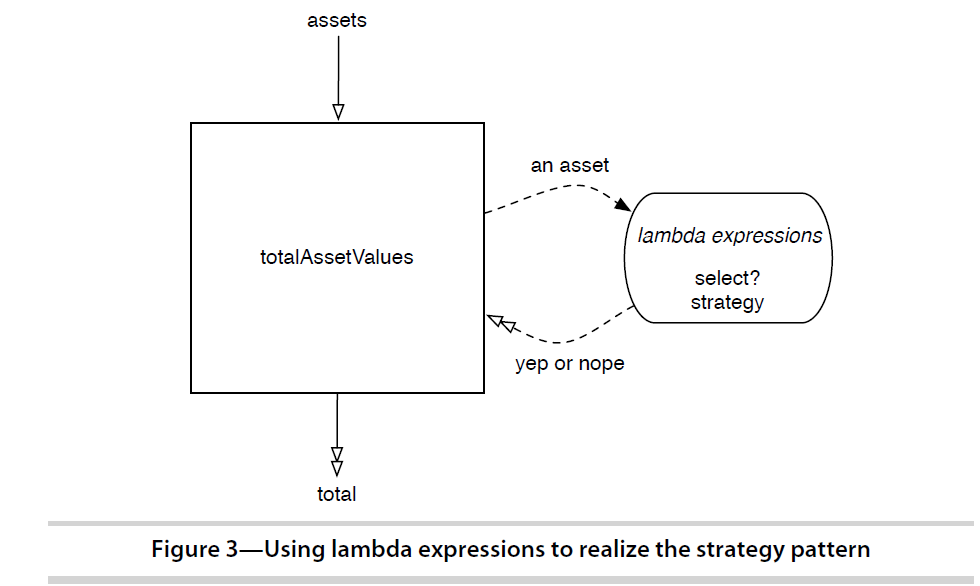 assets
an asset
totalAssetValues
lambda expressions
select?
strategy
yep or nope
total
Figure 3—Using lambda expressions to realize the strategy pattern